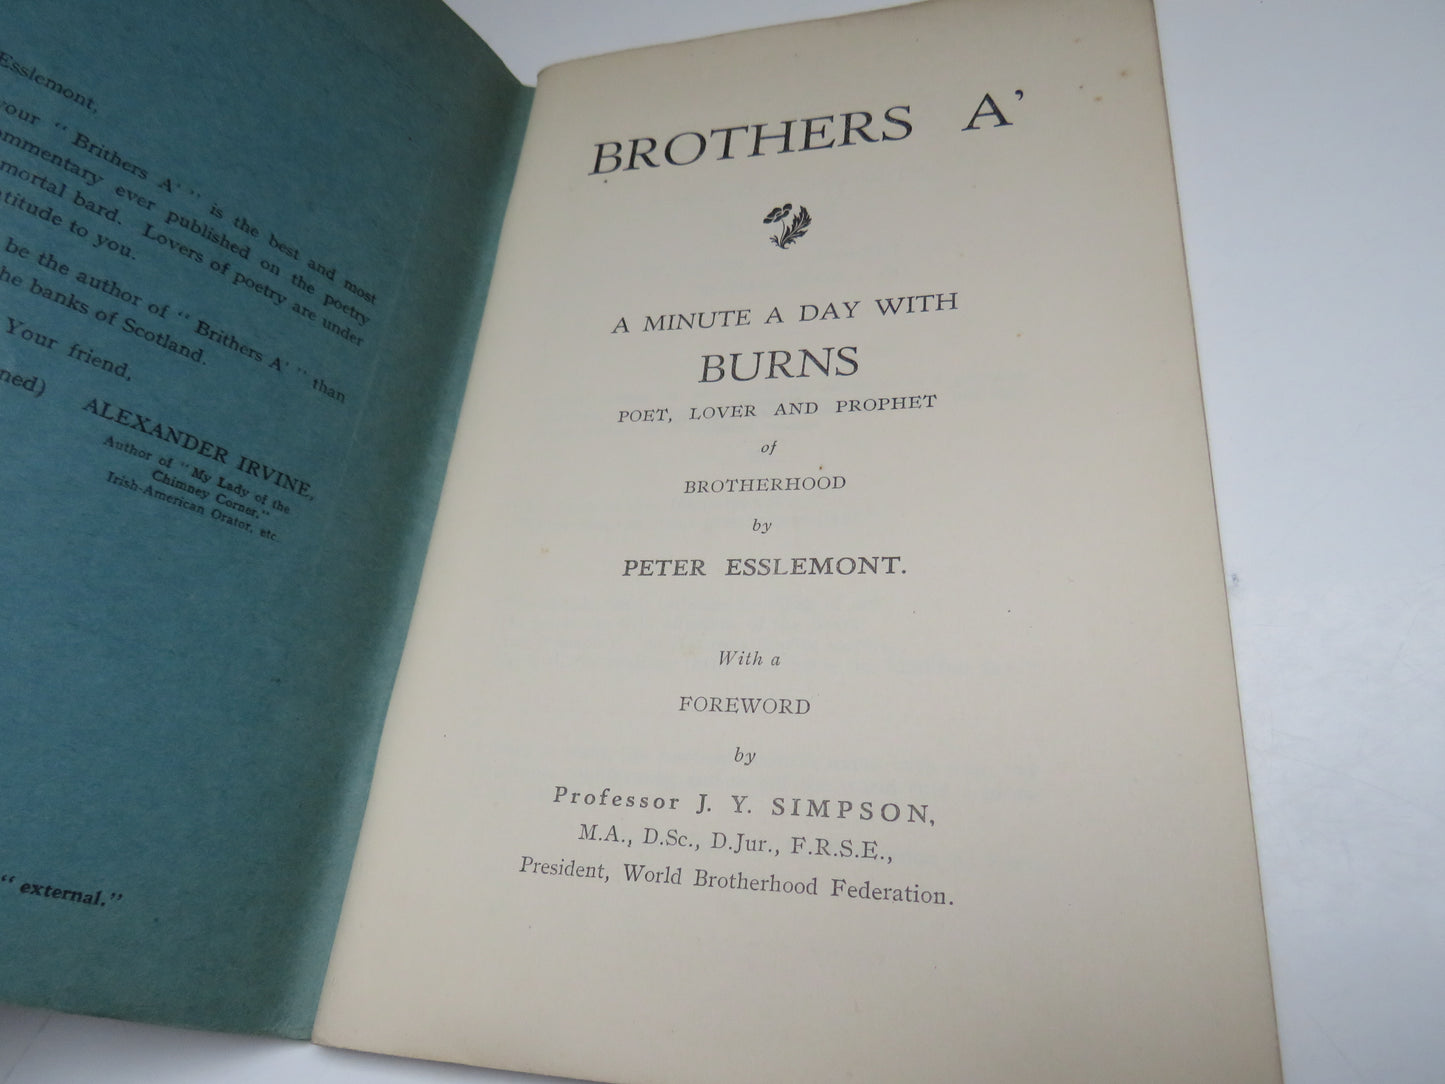 Esslemont,
your " Brithers A' " is the best and most
ommentary ever published on the poetry
mortal bard. Lovers of poetry are under
titude to you.
be the author of " Brithers A' " than
he banks of Scotland.
Your friend,
ned) ALEXANDER IRVINE,
Author of " My Lady of the
Chimney Corner."
Irish-American Orator, etc.
" external."
BROTHERS A'
A MINUTE A DAY WITH
BURNS
POET, LOVER AND PROPHET
of
BROTHERHOOD
by
PETER ESSLEMONT.
With a
FOREWORD
by
Professor J. Y. SIMPSON,
M.A., D.Sc., D.Jur., F.R.S.E.,
President, World Brotherhood Federation.